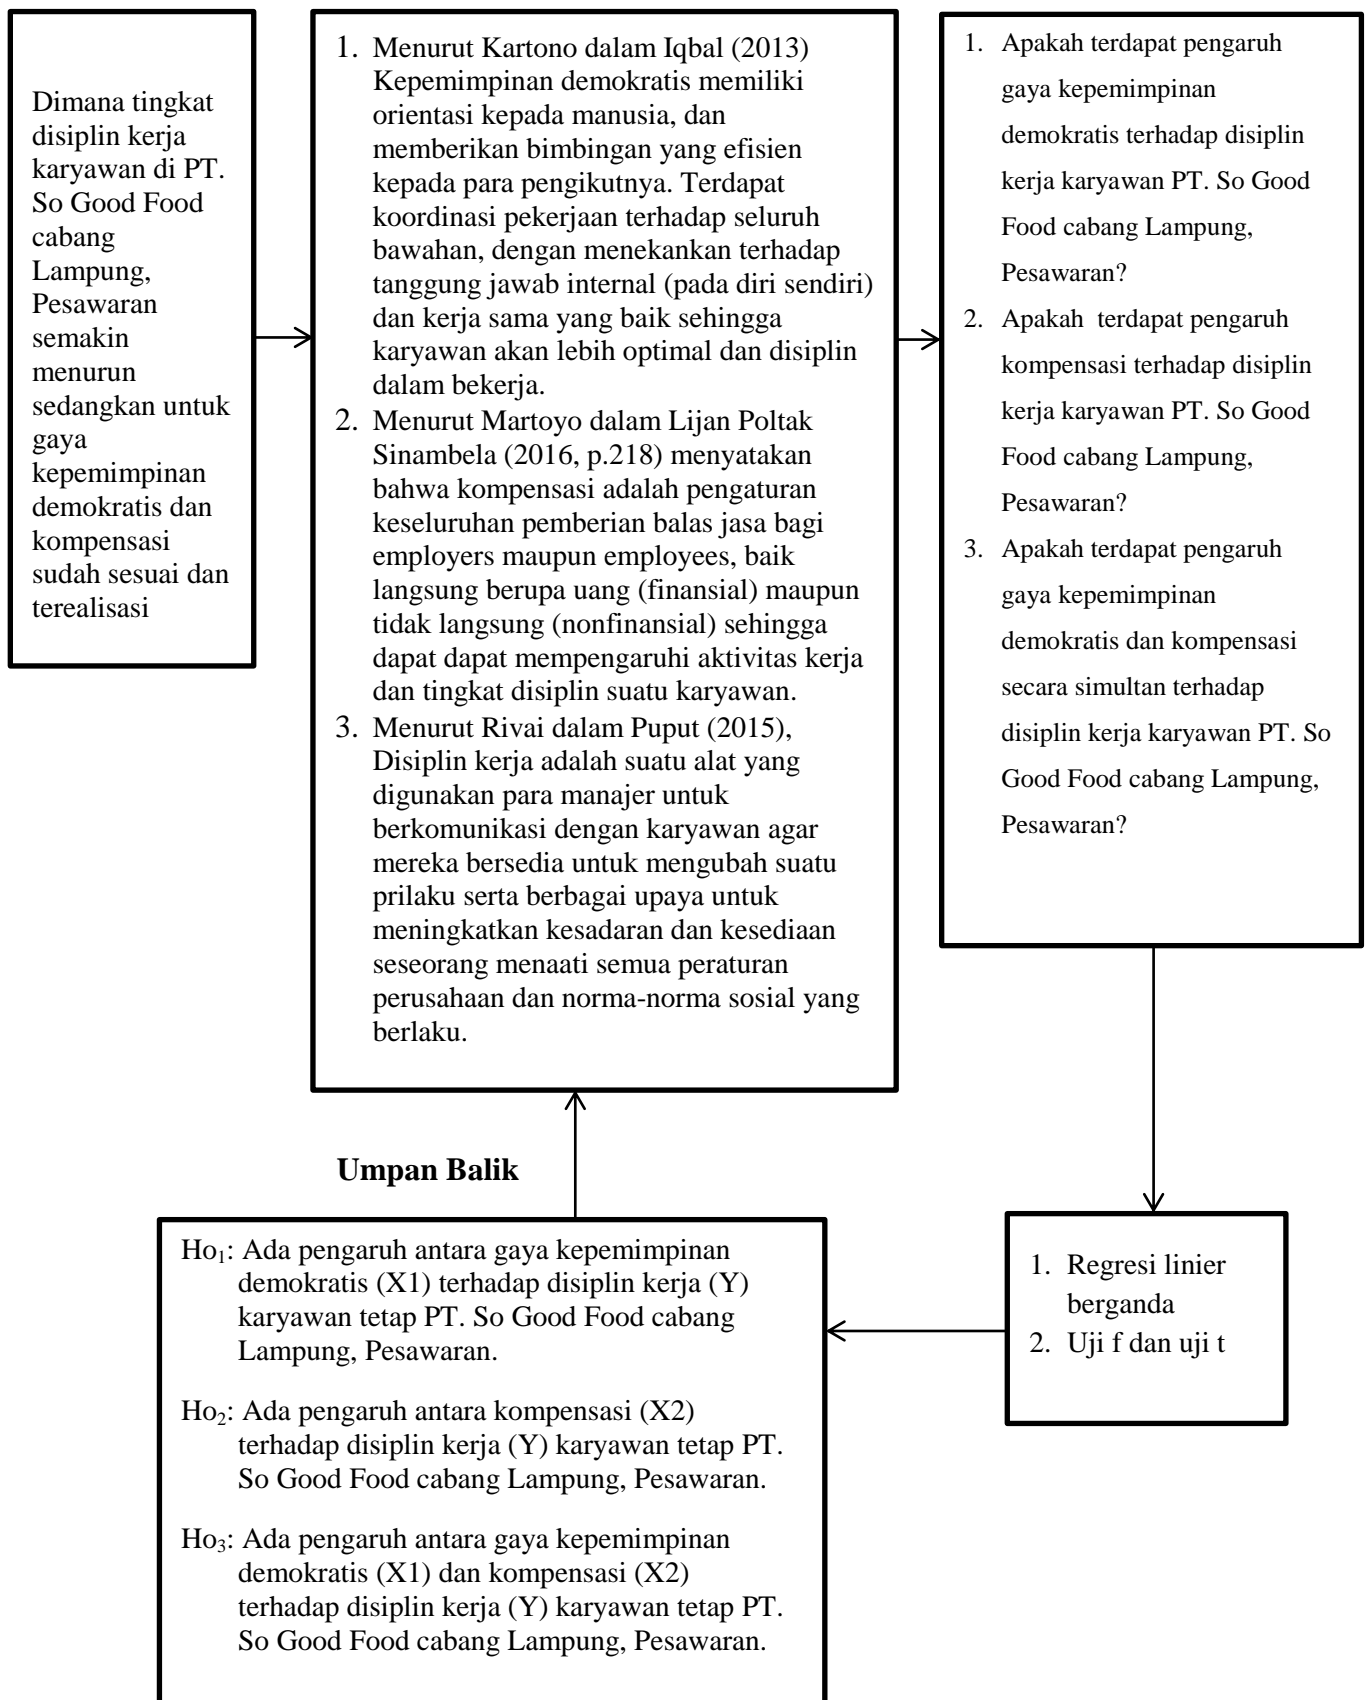 Dimana tingkat
disiplin kerja
karyawan di PT.
So Good Food
cabang
Lampung,
Pesawaran
semakin
menurun
sedangkan untuk
gaya
kepemimpinan
demokratis dan
kompensasi
sudah sesuai dan
terealisasi
1. Menurut Kartono dalam Iqbal (2013)
Kepemimpinan demokratis memiliki
orientasi kepada manusia, dan
memberikan bimbingan yang efisien
kepada para pengikutnya. Terdapat
koordinasi pekerjaan terhadap seluruh
bawahan, dengan menekankan terhadap
tanggung jawab internal (pada diri sendiri)
dan kerja sama yang baik sehingga
karyawan akan lebih optimal dan disiplin
dalam bekerja.
2. Menurut Martoyo dalam Lijan Poltak
Sinambela (2016, p.218) menyatakan
bahwa kompensasi adalah pengaturan
keseluruhan pemberian balas jasa bagi
employers maupun employees, baik
langsung berupa uang (finansial) maupun
tidak langsung (nonfinansial) sehingga
dapat dapat mempengaruhi aktivitas kerja
dan tingkat disiplin suatu karyawan.
3. Menurut Rivai dalam Puput (2015),
Disiplin kerja adalah suatu alat yang
digunakan para manajer untuk
berkomunikasi dengan karyawan agar
mereka bersedia untuk mengubah suatu
prilaku serta berbagai upaya untuk
meningkatkan kesadaran dan kesediaan
seseorang menaati semua peraturan
perusahaan dan norma-norma sosial yang
berlaku.
1. Apakah terdapat pengaruh
gaya kepemimpinan
demokratis terhadap disiplin
kerja karyawan PT. So Good
Food cabang Lampung,
Pesawaran?
2. Apakah terdapat pengaruh
kompensasi terhadap disiplin
kerja karyawan PT. So Good
Food cabang Lampung,
Pesawaran?
3. Apakah terdapat pengaruh
gaya kepemimpinan
demokratis dan kompensasi
secara simultan terhadap
disiplin kerja karyawan PT. So
Good Food cabang Lampung,
Pesawaran?
Umpan Balik
1. Regresi linier
berganda
2. Uji f dan uji t
Ho₁: Ada pengaruh antara gaya kepemimpinan
demokratis (X1) terhadap disiplin kerja (Y)
karyawan tetap PT. So Good Food cabang
Lampung, Pesawaran.
Ho₂: Ada pengaruh antara kompensasi (X2)
terhadap disiplin kerja (Y) karyawan tetap PT.
So Good Food cabang Lampung, Pesawaran.
Ho₃: Ada pengaruh antara gaya kepemimpinan
demokratis (X1) dan kompensasi (X2)
terhadap disiplin kerja (Y) karyawan tetap PT.
So Good Food cabang Lampung, Pesawaran.